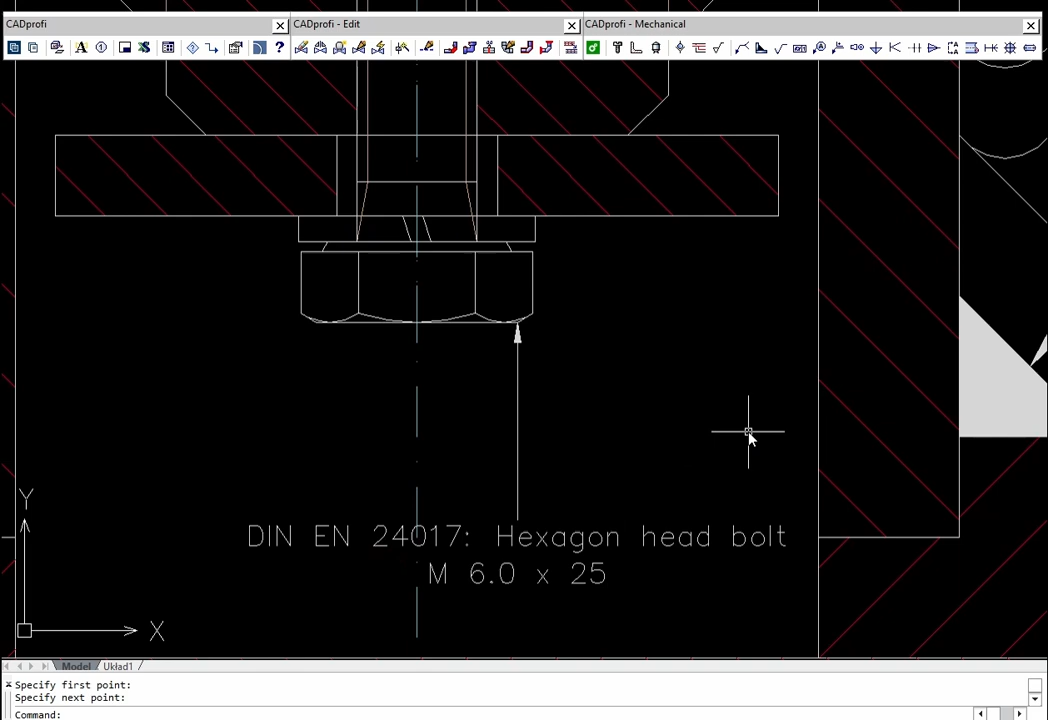 CADprofi
CADprofi - Edit
CADprofi - Mechanical
DIN EN 24017: Hexagon head bolt
M 6.0 x 25
Y
X
Model
Układ1
Specify first point:
Specify next point:
Command: